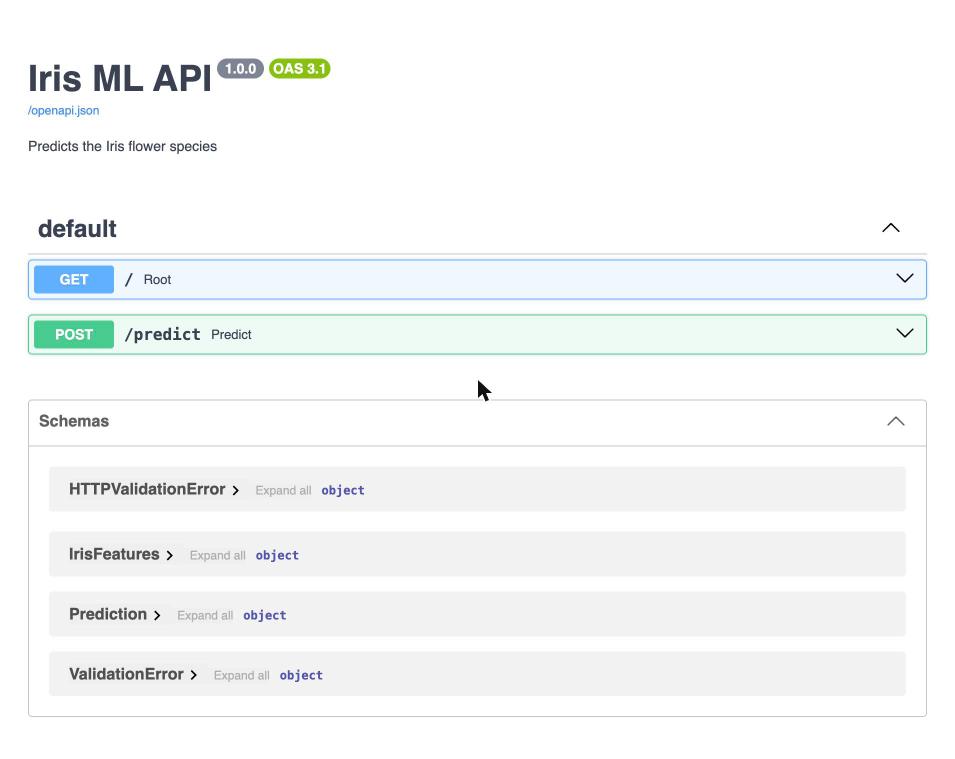 Iris ML API 1.0.0 OAS 3.1
/openapi.json
Predicts the Iris flower species
default
GET / Root
POST /predict Predict
Schemas
HTTPValidationError Expand all object
IrisFeatures Expand all object
Prediction Expand all object
ValidationError Expand all object